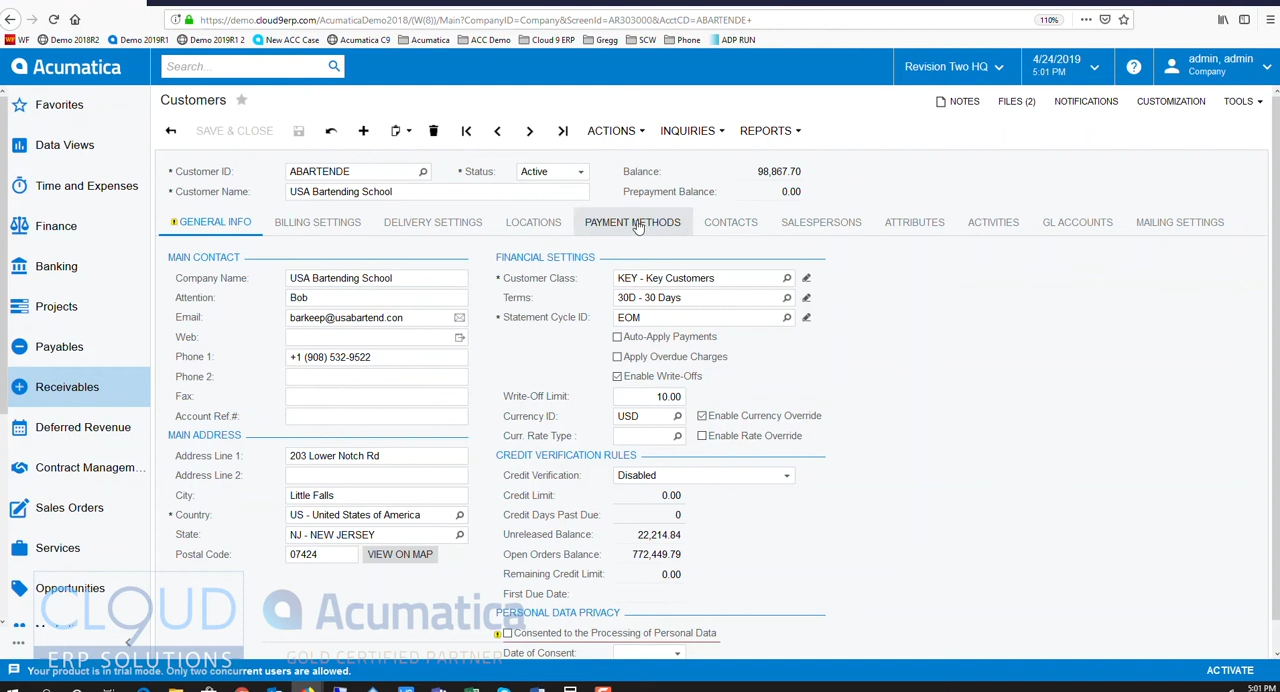 https://demo.cloud9erp.com/AcumaticaDemo2018/(W(8))/Main?CompanyID=Company&ScreenId=AR303000&AcctCD=ABARTENDE+
110%
WF Demo 2018R2 Demo 2019R1 Demo 2019R1 2 New ACC Case Acumatica C9 Acumatica ACC Demo Cloud 9 ERP Gregg SCW Phone ADP RUN
Acumatica
Search...
Revision Two HQ
4/24/2019
5:01 PM
?
admin, admin
Company
Favorites
Data Views
Time and Expenses
Finance
Banking
Projects
Payables
Receivables
Deferred Revenue
Contract Managem...
Sales Orders
Services
Opportunities
Customers
NOTES FILES (2) NOTIFICATIONS CUSTOMIZATION TOOLS
SAVE & CLOSE
ACTIONS INQUIRIES REPORTS
* Customer ID: ABARTENDE * Status: Active Balance: 98,867.70
* Customer Name: USA Bartending School Prepayment Balance: 0.00
GENERAL INFO BILLING SETTINGS DELIVERY SETTINGS LOCATIONS PAYMENT METHODS CONTACTS SALESPERSONS ATTRIBUTES ACTIVITIES GL ACCOUNTS MAILING SETTINGS
MAIN CONTACT
Company Name: USA Bartending School
Attention: Bob
Email: barkeep@usabartend.con
Web:
Phone 1: +1 (908) 532-9522
Phone 2:
Fax:
Account Ref.#:
MAIN ADDRESS
Address Line 1: 203 Lower Notch Rd
Address Line 2:
City: Little Falls
* Country: US - United States of America
State: NJ - NEW JERSEY
Postal Code: 07424 VIEW ON MAP
FINANCIAL SETTINGS
* Customer Class: KEY - Key Customers
Terms: 30D - 30 Days
* Statement Cycle ID: EOM
Auto-Apply Payments
Apply Overdue Charges
Enable Write-Offs
Write-Off Limit: 10.00
Currency ID: USD Enable Currency Override
Curr. Rate Type : Enable Rate Override
CREDIT VERIFICATION RULES
Credit Verification: Disabled
Credit Limit: 0.00
Credit Days Past Due: 0
Unreleased Balance: 22,214.84
Open Orders Balance: 772,449.79
Remaining Credit Limit: 0.00
First Due Date:
PERSONAL DATA PRIVACY
Consented to the Processing of Personal Data
Date of Consent:
CLOUD
ERP SOLUTIONS
Acumatica
GOLD CERTIFIED PARTNER
Your product is in trial mode. Only two concurrent users are allowed.
ACTIVATE
5:01 PM